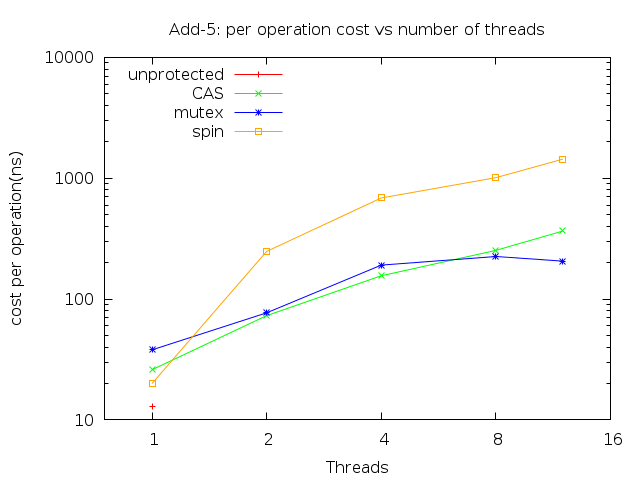 Add-5: per operation cost vs number of threads
10000
1000
100
10
cost per operation(ns)
unprotected
CAS
mutex
spin
1 2 4 8 16
Threads